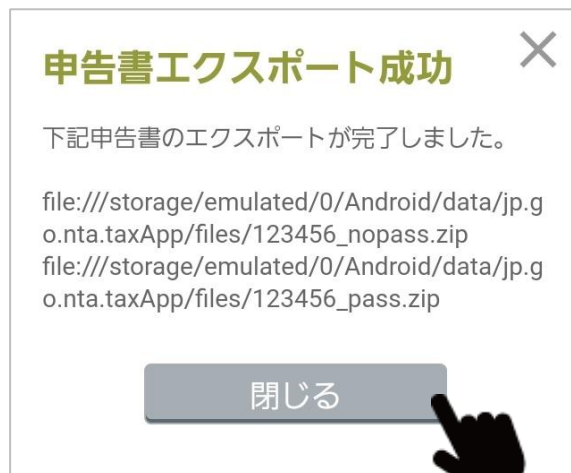 申告書エクスポート成功
下記申告書のエクスポートが完了しました。
file:///storage/emulated/0/Android/data/jp.g
o.nta.taxApp/files/123456_nopass.zip
file:///storage/emulated/0/Android/data/jp.g
o.nta.taxApp/files/123456_pass.zip
閉じる